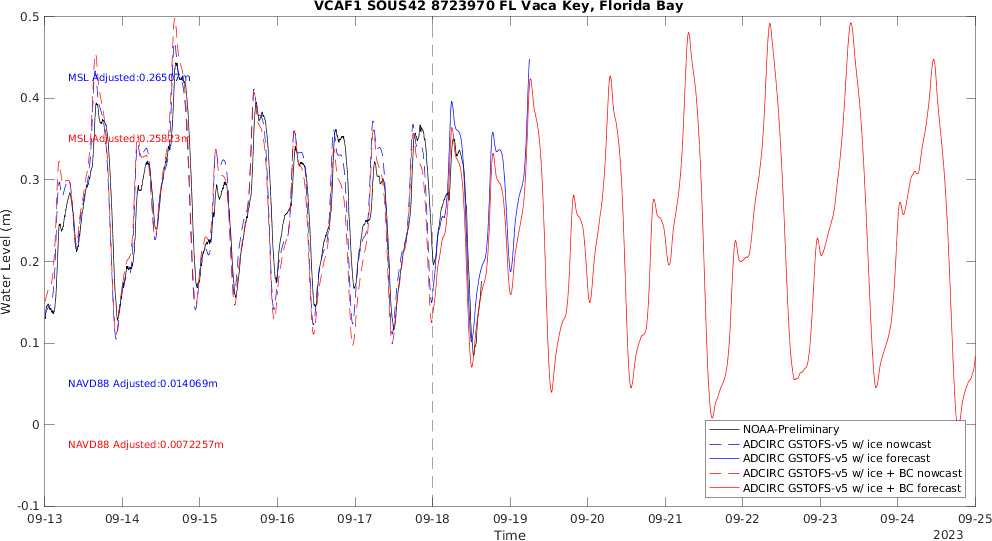 VCAF1 SOUS42 8723970 FL Vaca Key, Florida Bay
0.5
0.4
0.3
0.2
0.1
0
-0.1
Water Level (m)
MSL Adjusted:0.26507m
MSL Adjusted:0.25823m
NAVD88 Adjusted:0.014069m
NAVD88 Adjusted:0.0072257m
NOAA-Preliminary
ADCIRC GSTOFS-v5 w/ ice nowcast
ADCIRC GSTOFS-v5 w/ ice forecast
ADCIRC GSTOFS-v5 w/ ice + BC nowcast
ADCIRC GSTOFS-v5 w/ ice + BC forecast
09-13 09-14 09-15 09-16 09-17 09-18 09-19 09-20 09-21 09-22 09-23 09-24 09-25
Time
2023